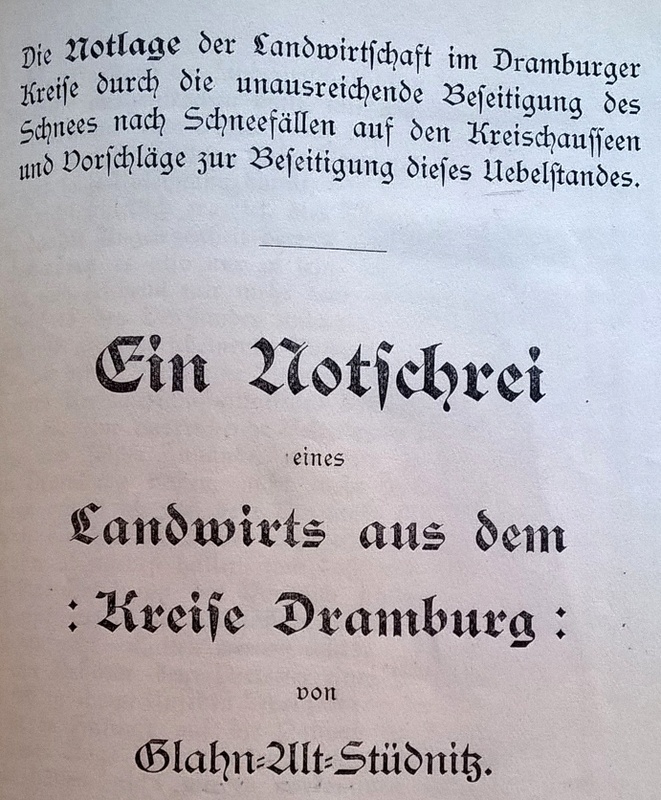 Die Notlage der Landwirtſchaft im Dramburger
Kreiſe durch die unausreichende Beſeitigung des
Schnees nach Schneefällen auf den Kreischauſſeen
und Vorſchläge zur Beſeitigung dieſes Uebelſtandes.
Ein Notſchrei
eines
Landwirts aus dem
: Kreiſe Dramburg :
von
Glahn-Alt-Stüdnitz.